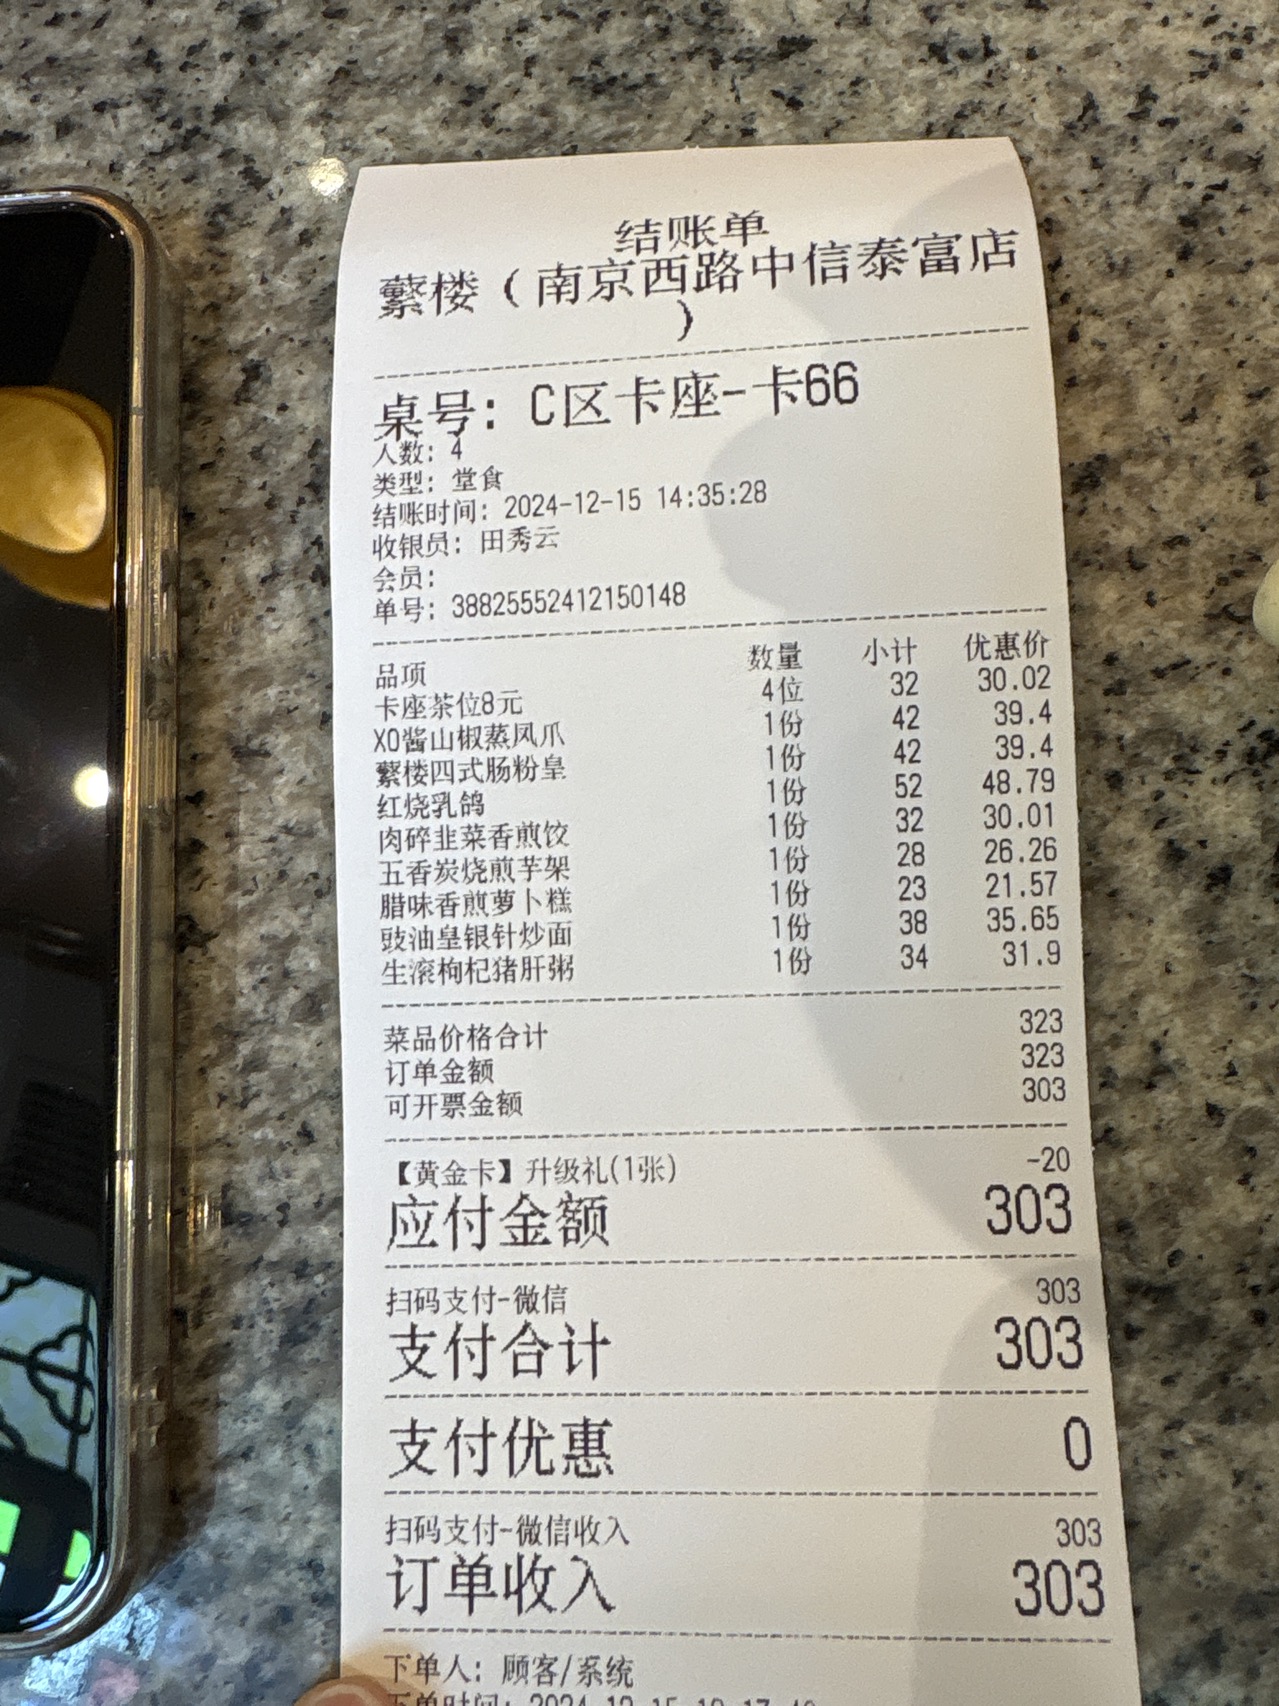 结账单
蘩楼（南京西路中信泰富店
）
桌号： C区卡座-卡66
人数： 4
类型： 堂食
结账时间： 2024-12-15 14:35:28
收银员： 田秀云
会员：
单号： 38825552412150148
品项 数量 小计 优惠价
卡座茶位8元 4位 32 30.02
XO酱山椒蒸凤爪 1份 42 39.4
蘩楼四式肠粉皇 1份 42 39.4
红烧乳鸽 1份 52 48.79
肉碎韭菜香煎饺 1份 32 30.01
五香炭烧煎芋架 1份 28 26.26
腊味香煎萝卜糕 1份 23 21.57
豉油皇银针炒面 1份 38 35.65
生滚枸杞猪肝粥 1份 34 31.9
菜品价格合计 323
订单金额 323
可开票金额 303
【黄金卡】升级礼(1张) -20
应付金额 303
扫码支付-微信 303
支付合计 303
支付优惠 0
扫码支付-微信收入 303
订单收入 303
下单人： 顾客/系统
下单时间： 2024-12-15